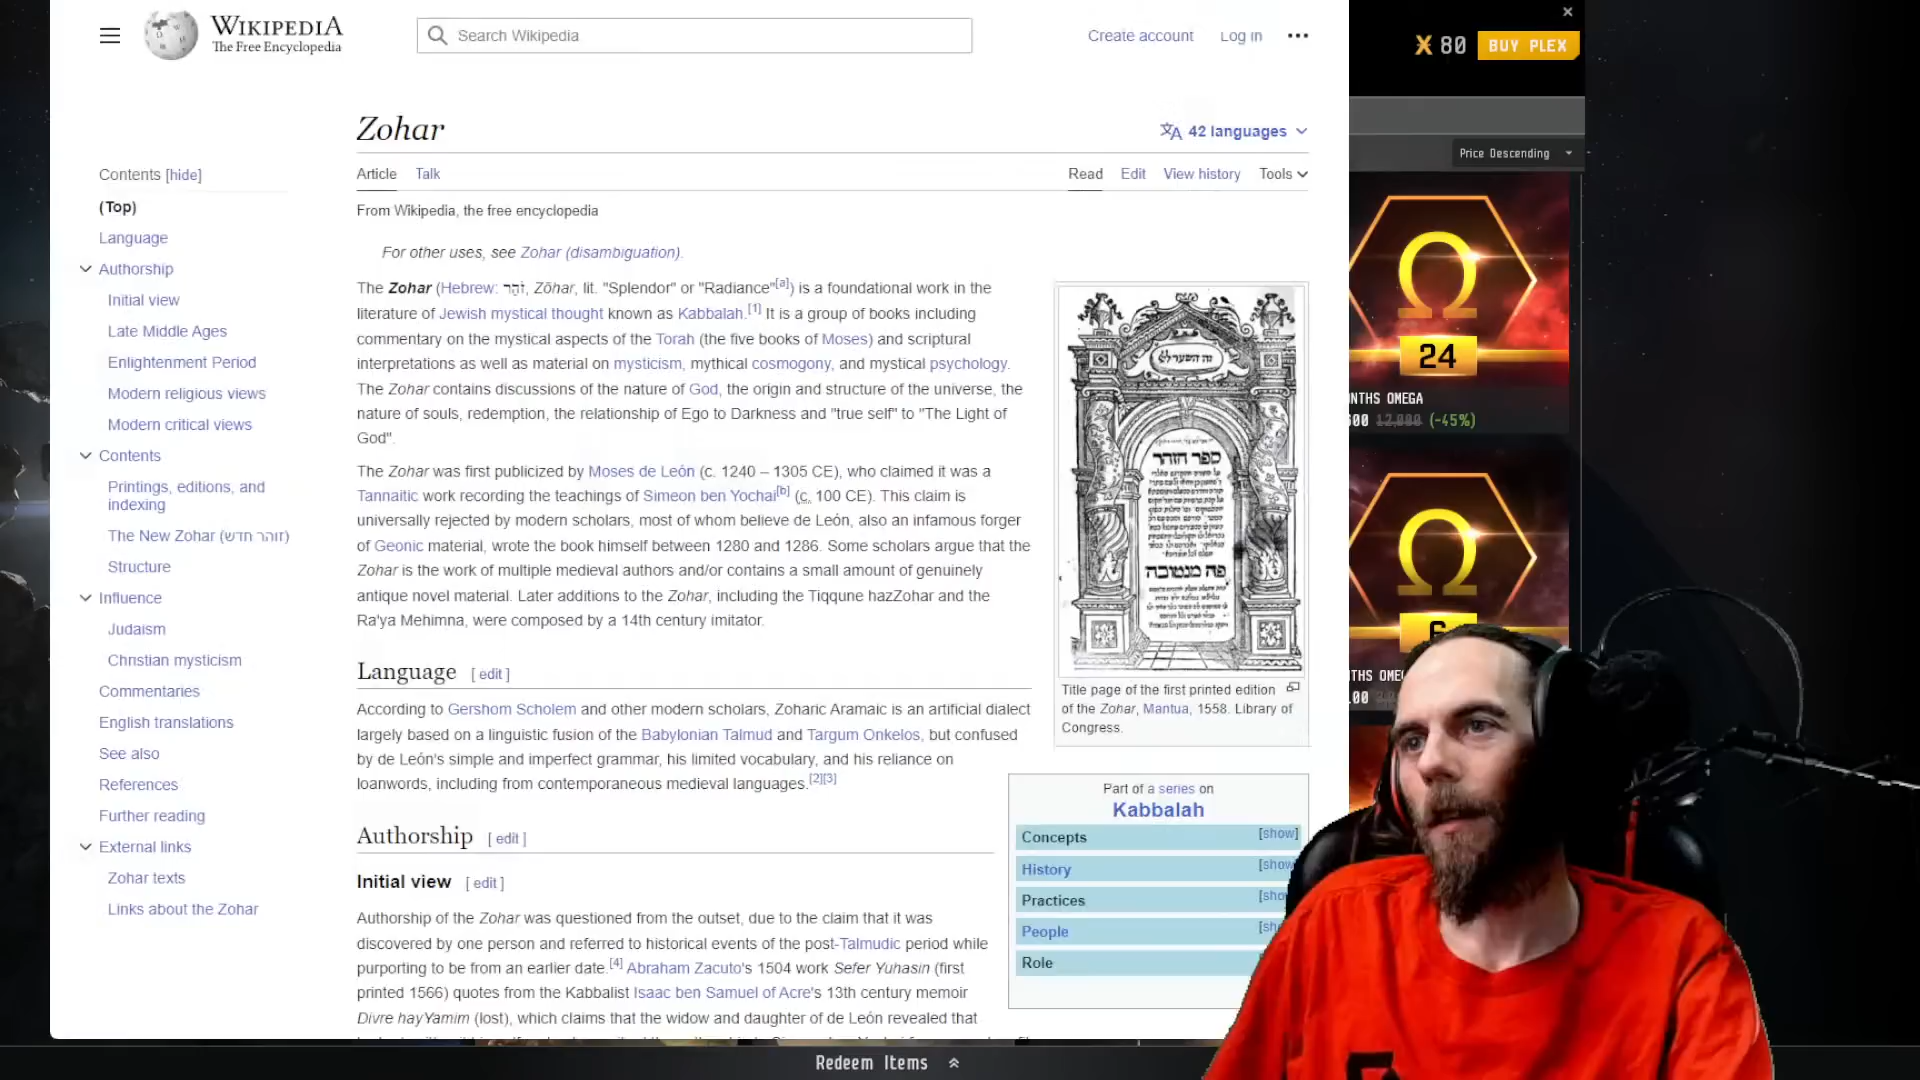 WIKIPEDIA
The Free Encyclopedia
Search Wikipedia
Create account
Log in
80
BUY PLEX
Zohar
42 languages
Price Descending
Contents [hide]
(Top)
Language
Authorship
Initial view
Late Middle Ages
Enlightenment Period
Modern religious views
Modern critical views
Contents
Printings, editions, and
indexing
The New Zohar (זוהר חדש)
Structure
Influence
Judaism
Christian mysticism
Commentaries
English translations
See also
References
Further reading
External links
Zohar texts
Links about the Zohar
Article Talk
Read Edit View history Tools
From Wikipedia, the free encyclopedia
For other uses, see Zohar (disambiguation).
The Zohar (Hebrew: זֹהַר, Zōhar, lit. "Splendor" or "Radiance"[a]) is a foundational work in the
literature of Jewish mystical thought known as Kabbalah.[1] It is a group of books including
commentary on the mystical aspects of the Torah (the five books of Moses) and scriptural
interpretations as well as material on mysticism, mythical cosmogony, and mystical psychology.
The Zohar contains discussions of the nature of God, the origin and structure of the universe, the
nature of souls, redemption, the relationship of Ego to Darkness and "true self" to "The Light of
God".
The Zohar was first publicized by Moses de León (c. 1240 – 1305 CE), who claimed it was a
Tannaitic work recording the teachings of Simeon ben Yochai[b] (c. 100 CE). This claim is
universally rejected by modern scholars, most of whom believe de León, also an infamous forger
of Geonic material, wrote the book himself between 1280 and 1286. Some scholars argue that the
Zohar is the work of multiple medieval authors and/or contains a small amount of genuinely
antique novel material. Later additions to the Zohar, including the Tiqqune hazZohar and the
Ra'ya Mehimna, were composed by a 14th century imitator.
Language [ edit ]
According to Gershom Scholem and other modern scholars, Zoharic Aramaic is an artificial dialect
largely based on a linguistic fusion of the Babylonian Talmud and Targum Onkelos, but confused
by de León's simple and imperfect grammar, his limited vocabulary, and his reliance on
loanwords, including from contemporaneous medieval languages.[2][3]
Authorship [ edit ]
Initial view [ edit ]
Authorship of the Zohar was questioned from the outset, due to the claim that it was
discovered by one person and referred to historical events of the post-Talmudic period while
purporting to be from an earlier date.[4] Abraham Zacuto's 1504 work Sefer Yuhasin (first
printed 1566) quotes from the Kabbalist Isaac ben Samuel of Acre's 13th century memoir
Divre hayYamim (lost), which claims that the widow and daughter of de León revealed that
ספר הזהר
פה מנטובה
Title page of the first printed edition
of the Zohar, Mantua, 1558. Library of
Congress.
Part of a series on
Kabbalah
Concepts [show]
History [show
Practices [sho
People [sh
Role
Ω
24
NTHS OMEGA
600 12,000 (-45%)
Ω
6
THS OME
Redeem Items